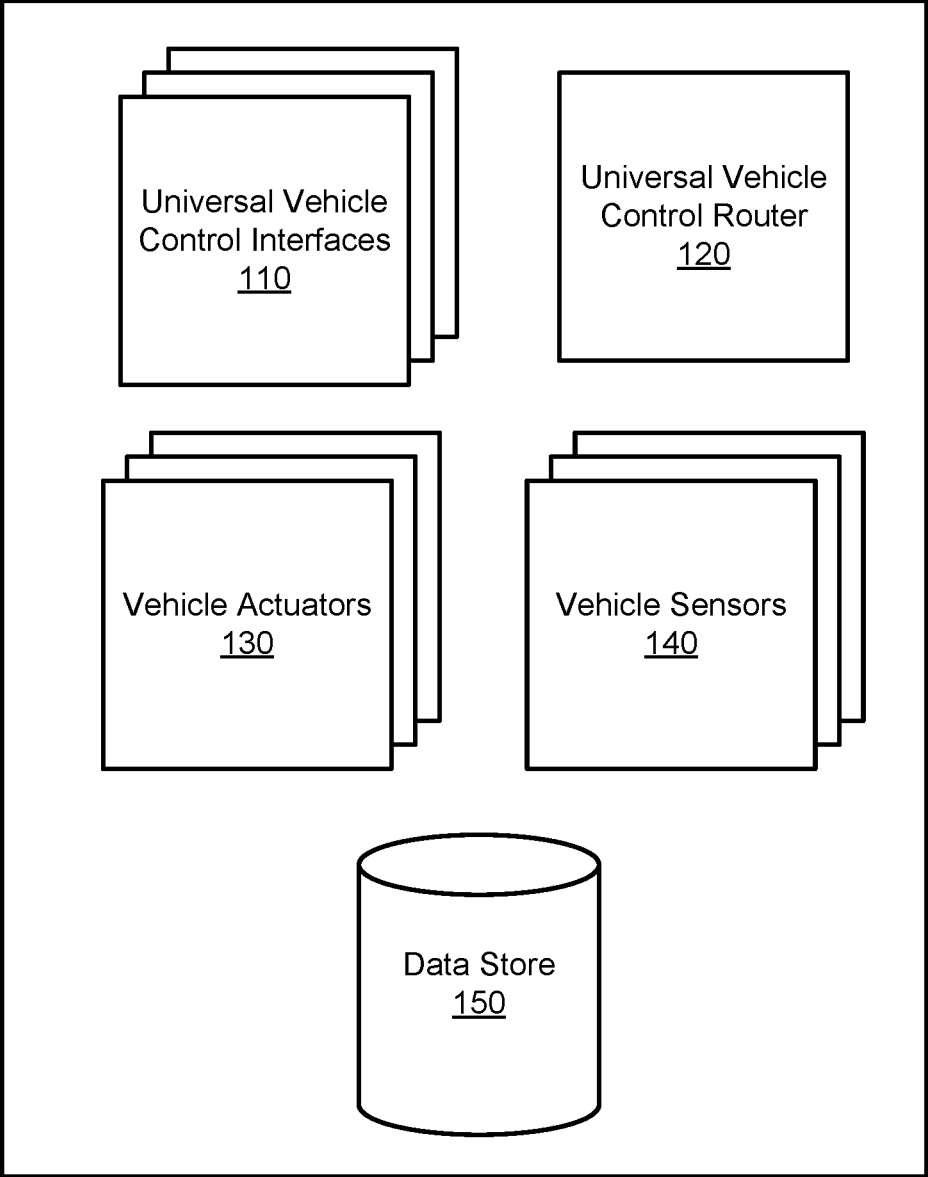 Universal Vehicle
Control Interfaces
110
Universal Vehicle
Control Router
120
Vehicle Actuators
130
Vehicle Sensors
140
Data Store
150